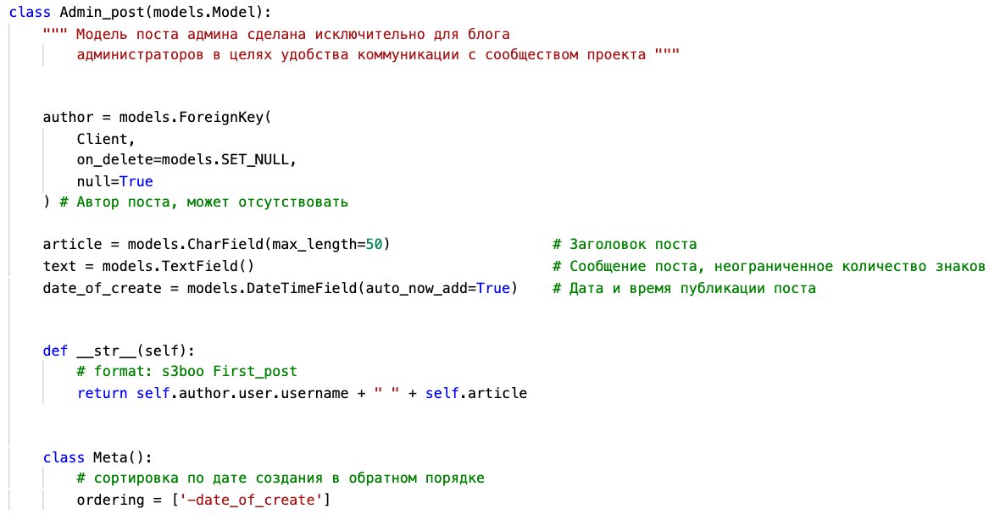 class Admin_post(models.Model):
    """ Модель поста админа сделана исключительно для блога
        администраторов в целях удобства коммуникации с сообществом проекта """
    author = models.ForeignKey(
        Client,
        on_delete=models.SET_NULL,
        null=True
    ) # Автор поста, может отсутствовать
    article = models.CharField(max_length=50)                   # Заголовок поста
    text = models.TextField()                                   # Сообщение поста, неограниченное количество знаков
    date_of_create = models.DateTimeField(auto_now_add=True)    # Дата и время публикации поста
    def __str__(self):
        # format: s3boo First_post
        return self.author.user.username + " " + self.article
    class Meta():
        # сортировка по дате создания в обратном порядке
        ordering = ['-date_of_create']